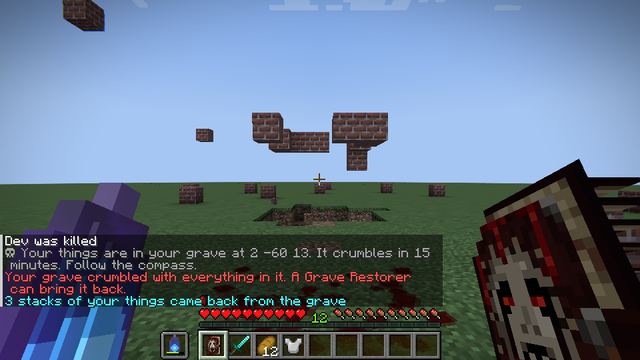 Dev was killed
☠ Your things are in your grave at 2 -60 13. It crumbles in 15
minutes. Follow the compass.
Your grave crumbled with everything in it. A Grave Restorer
can bring it back.
3 stacks of your things came back from the grave
12
12